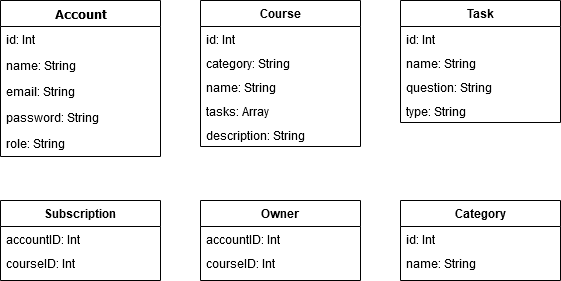 Account
id: Int
name: String
email: String
password: String
role: String
Course
id: Int
category: String
name: String
tasks: Array
description: String
Task
id: Int
name: String
question: String
type: String
Subscription
accountID: Int
courseID: Int
Owner
accountID: Int
courseID: Int
Category
id: Int
name: String